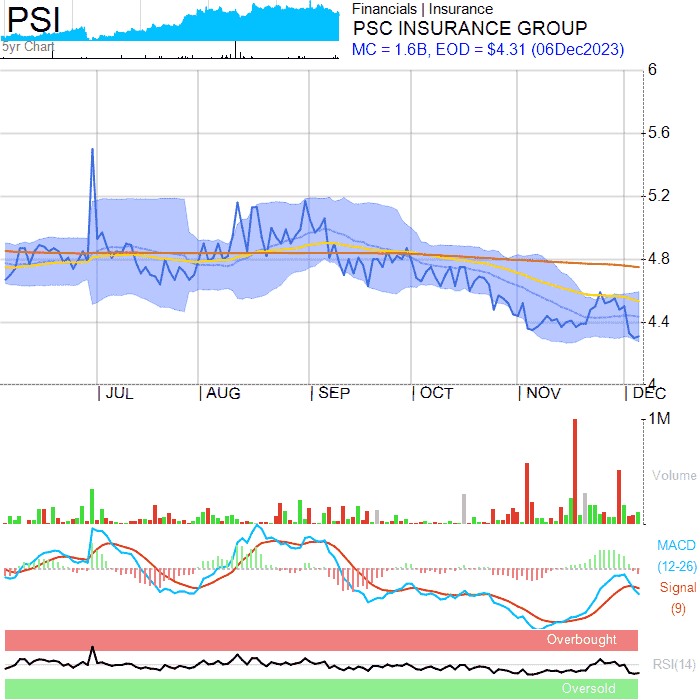 PSI
5yr Chart
Financials | Insurance
PSC INSURANCE GROUP
MC = 1.6B, EOD = $4.31 (06Dec2023)
6
5.6
5.2
4.8
4.4
4
JUL AUG SEP OCT NOV DEC
1M
Volume
MACD
(12-26)
Signal
(9)
Overbought
RSI(14)
Oversold